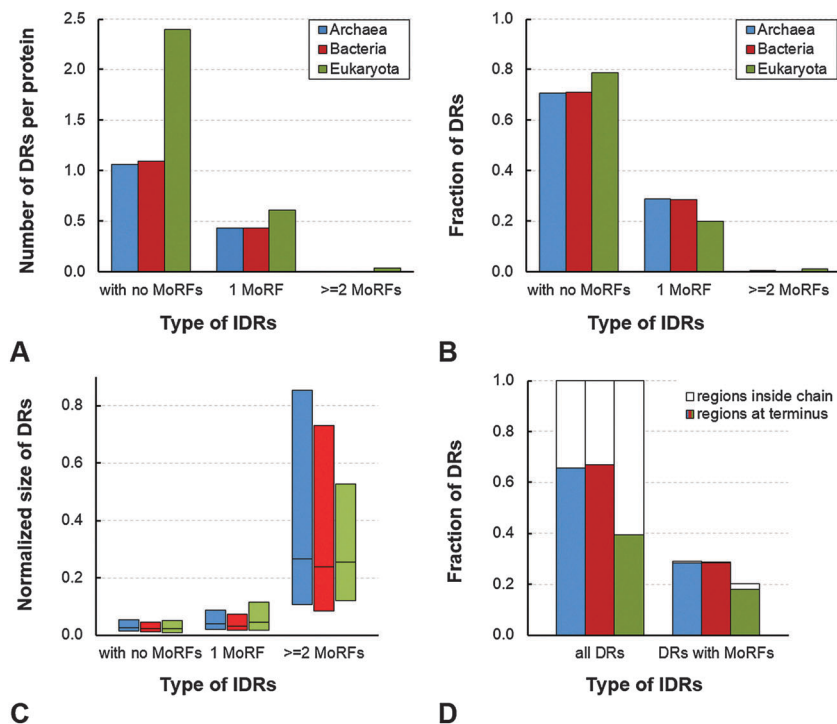 Number of DRs per protein
2.5
2.0
1.5
1.0
0.5
0.0
Archaea
Bacteria
Eukaryota
with no MoRFs
1 MoRF
>=2 MoRFs
Type of IDRs
A
Fraction of DRs
1.0
0.8
0.6
0.4
0.2
0.0
Archaea
Bacteria
Eukaryota
with no MoRFs
1 MoRF
>=2 MoRFs
Type of IDRs
B
Normalized size of DRs
0.8
0.6
0.4
0.2
0.0
with no MoRFs
1 MoRF
>=2 MoRFs
Type of IDRs
C
Fraction of DRs
1.0
0.8
0.6
0.4
0.2
0.0
regions inside chain
regions at terminus
all DRs
DRs with MoRFs
Type of IDRs
D